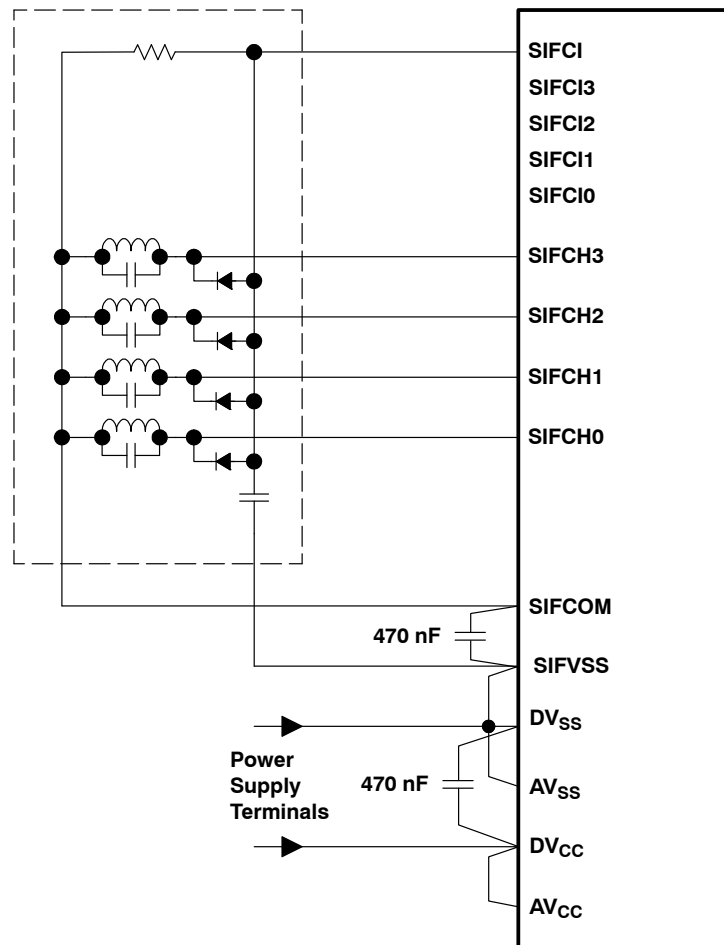 SIFCI
SIFCI3
SIFCI2
SIFCI1
SIFCI0
SIFCH3
SIFCH2
SIFCH1
SIFCH0
SIFCOM
470 nF
SIFVSS
DVSS
Power
Supply
Terminals
470 nF
AVSS
DVCC
AVCC